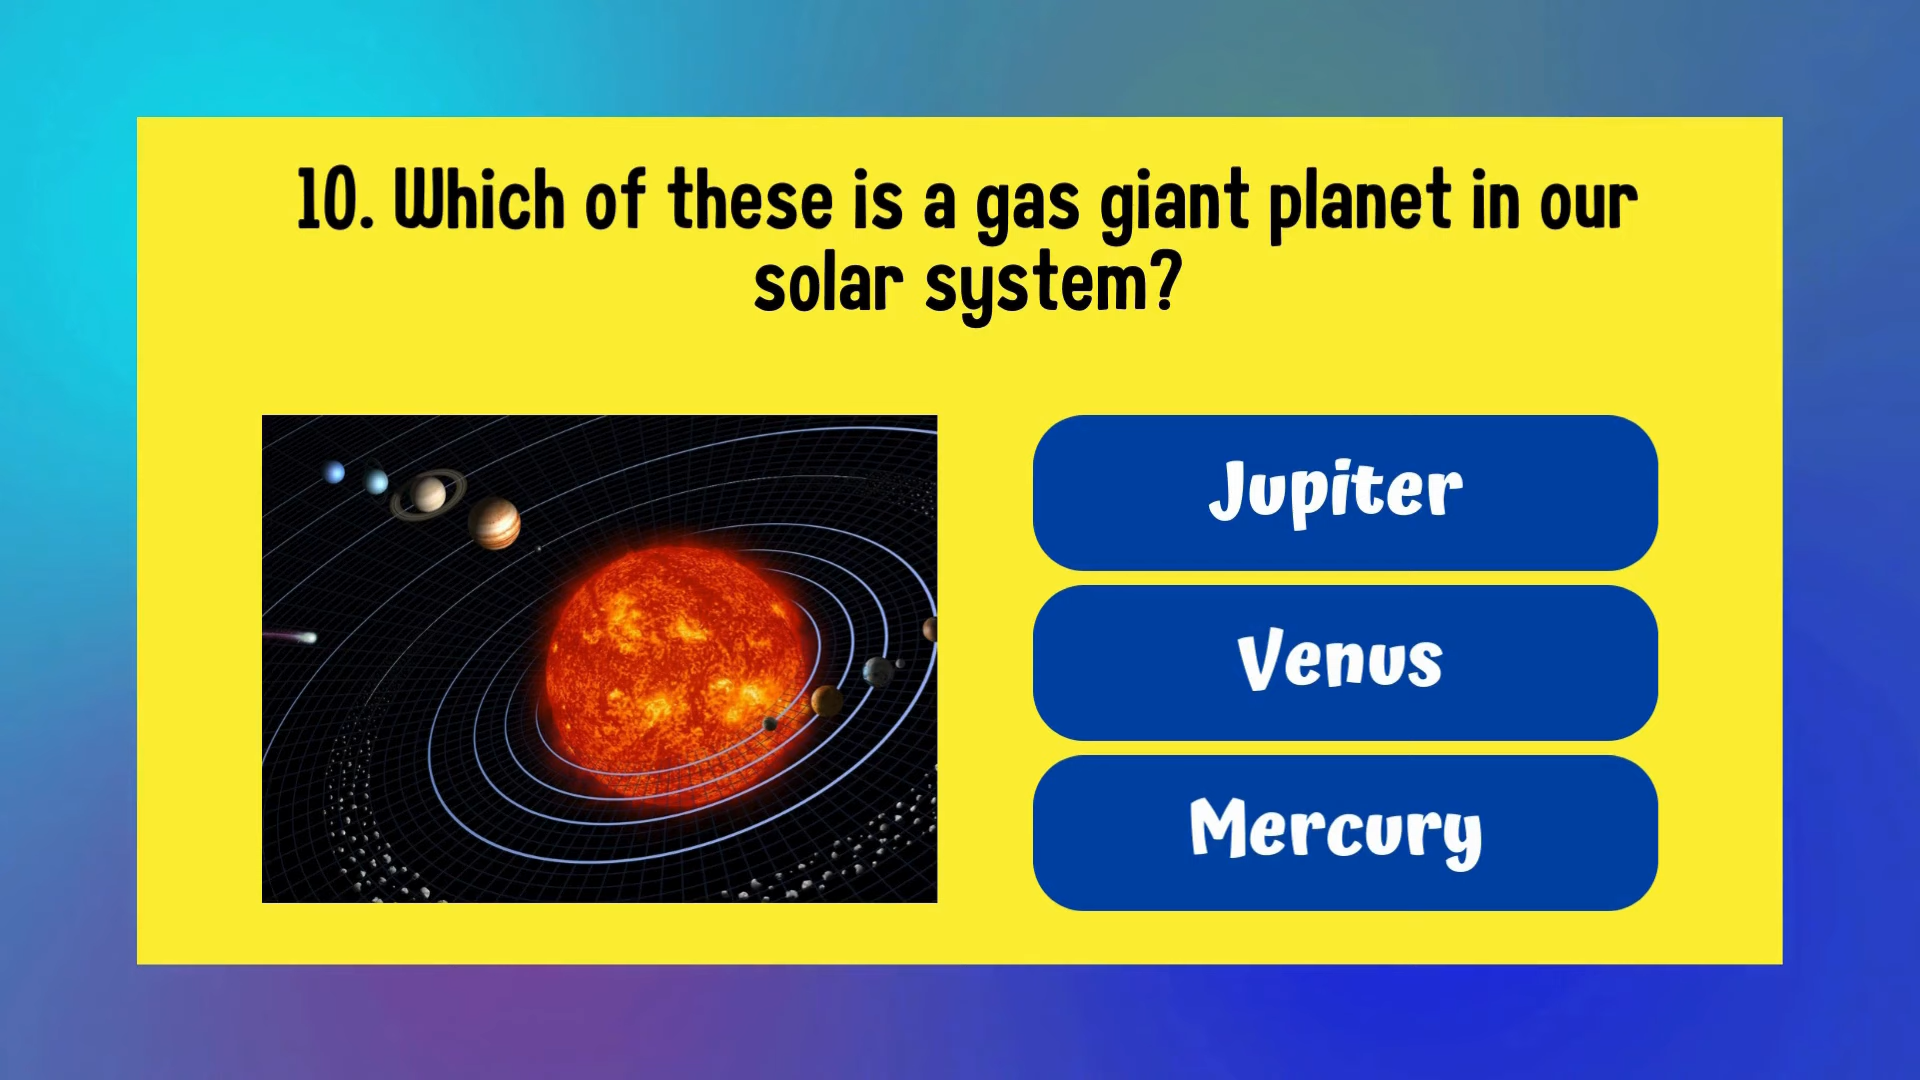 10. Which of these is a gas giant planet in our
solar system?
Jupiter
Venus
Mercury